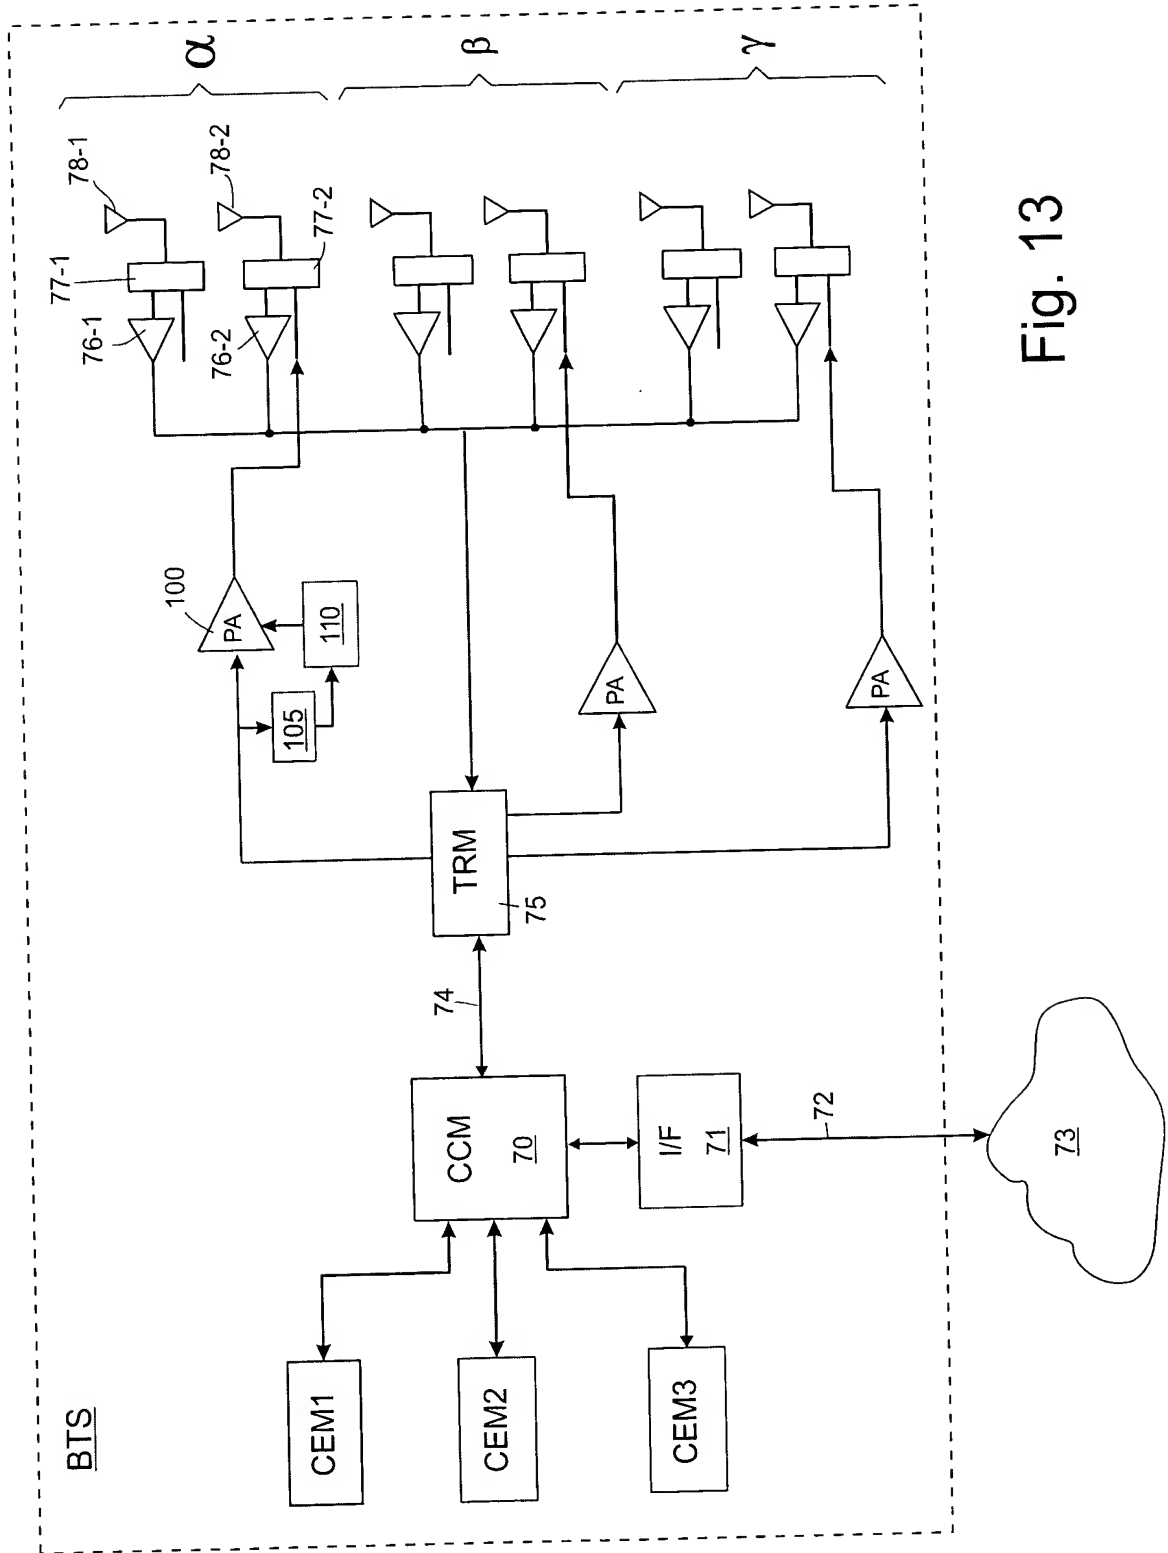 BTS
CEM1
CEM2
CEM3
CCM
70
I/F
71
72
73
74
TRM
75
105
110
100
PA
PA
PA
76-1
77-1
78-1
76-2
77-2
78-2
α
β
γ
Fig. 13